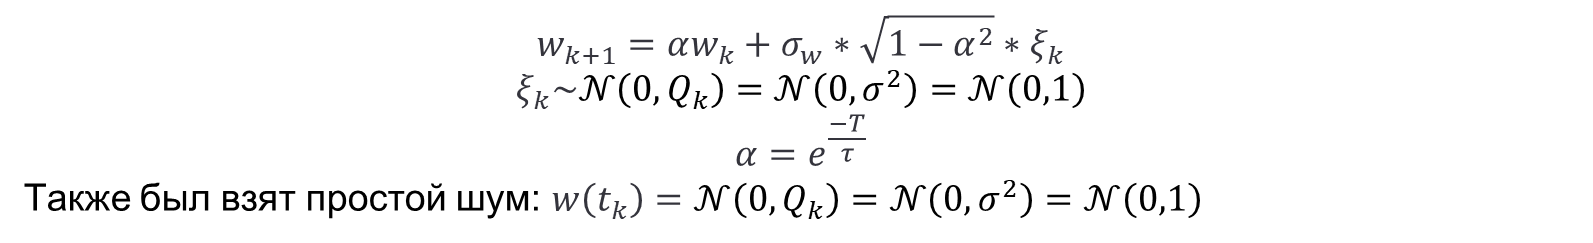 w_{k+1} = αw_k + σ_w * √(1 − α²) * ξ_k
ξ_k~𝒩(0, Q_k) = 𝒩(0, σ²) = 𝒩(0,1)
α = e^{\frac{−T}{τ}}
Также был взят простой шум: w(t_k) = 𝒩(0, Q_k) = 𝒩(0, σ²) = 𝒩(0,1)